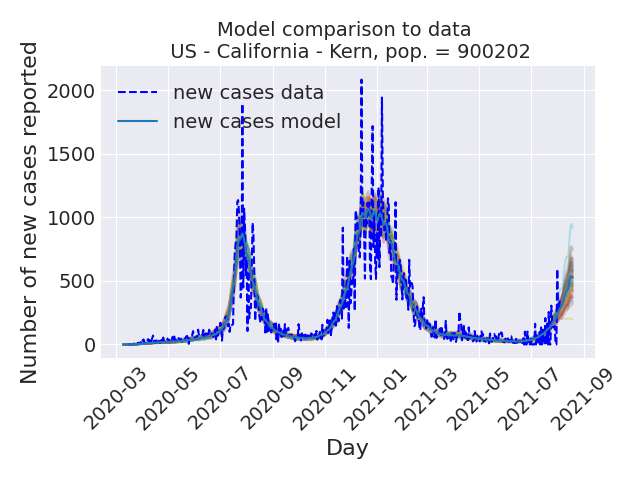 Model comparison to data
US - California - Kern, pop. = 900202
Number of new cases reported
2000
1500
1000
500
0
new cases data
new cases model
2020-03
2020-05
2020-07
2020-09
2020-11
2021-01
2021-03
2021-05
2021-07
2021-09
Day